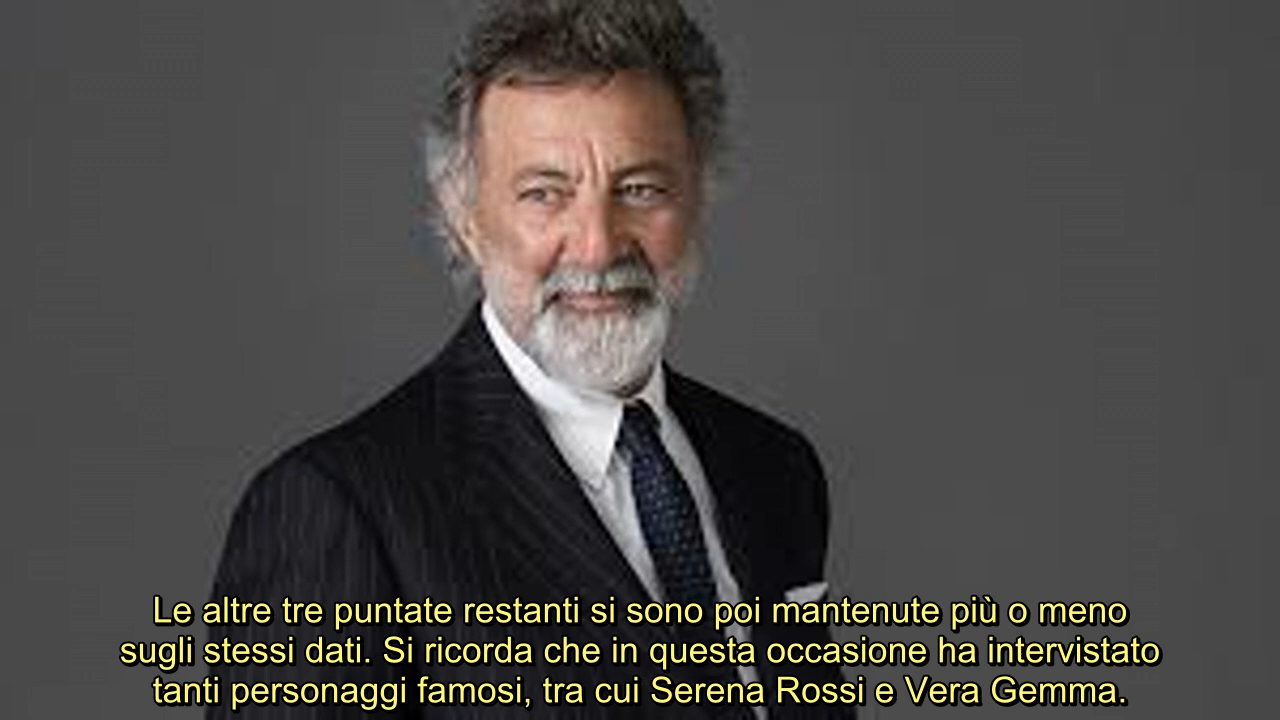 Le altre tre puntate restanti si sono poi mantenute più o meno
sugli stessi dati. Si ricorda che in questa occasione ha intervistato
tanti personaggi famosi, tra cui Serena Rossi e Vera Gemma.